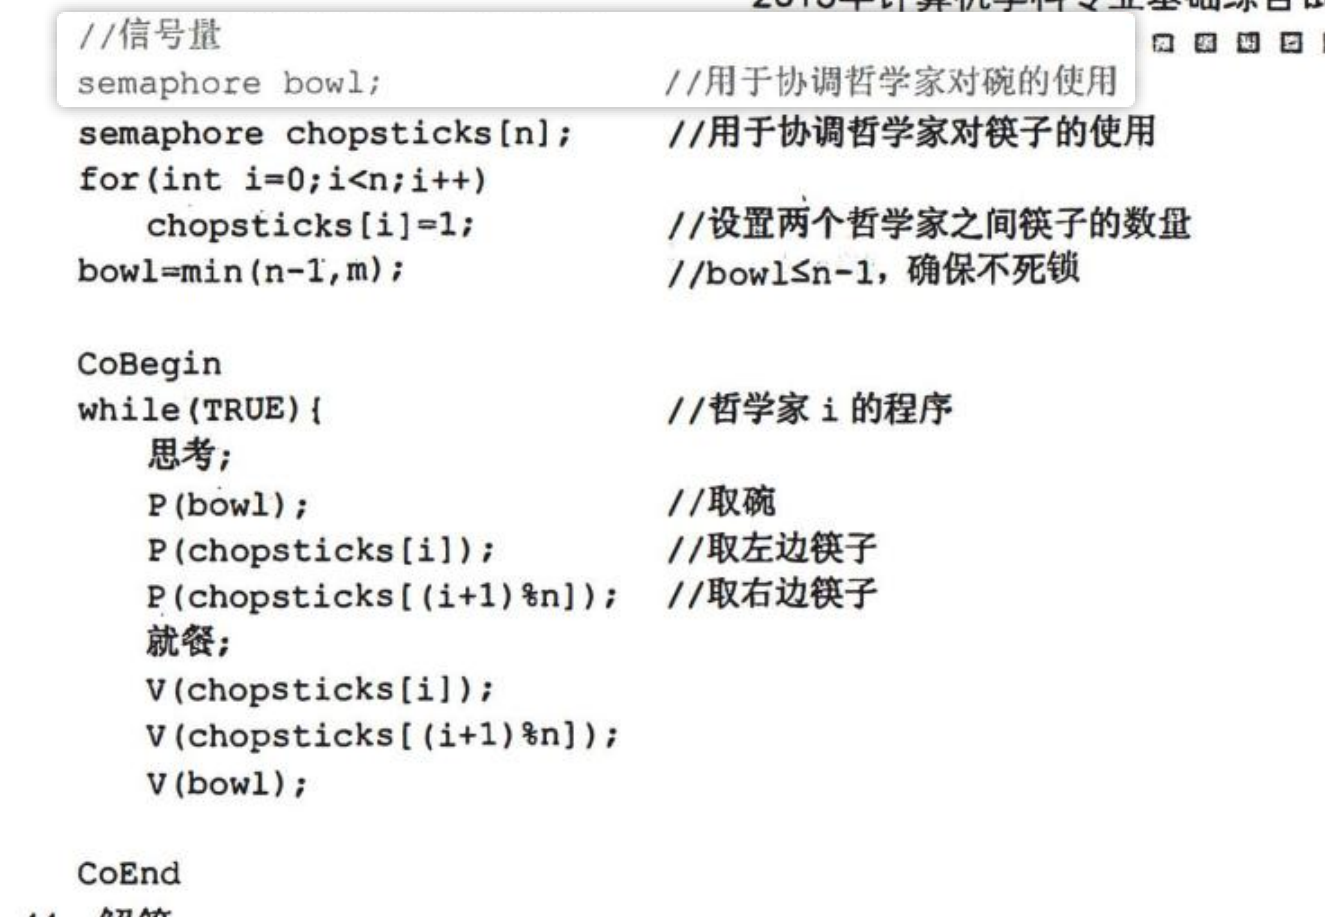 //信号量
semaphore bowl; //用于协调哲学家对碗的使用
semaphore chopsticks[n]; //用于协调哲学家对筷子的使用
for(int i=0;i<n;i++)
chopsticks[i]=1; //设置两个哲学家之间筷子的数量
bowl=min(n-1,m); //bowl≤n-1，确保不死锁
CoBegin
while(TRUE){ //哲学家 i 的程序
思考;
P(bowl); //取碗
P(chopsticks[i]); //取左边筷子
P(chopsticks[(i+1)%n]); //取右边筷子
就餐;
V(chopsticks[i]);
V(chopsticks[(i+1)%n]);
V(bowl);
CoEnd